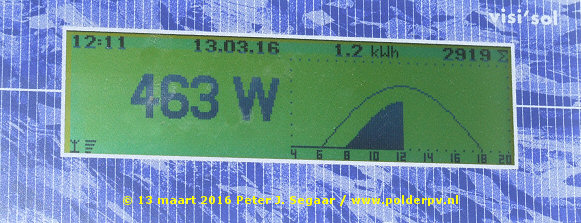 visi'sol
12:11 13.03.16 1.2 kWh 2919 Σ
463 W
4 6 8 10 12 14 16 18 20
© 13 maart 2016 Peter J. Segaar / www.polderpv.nl